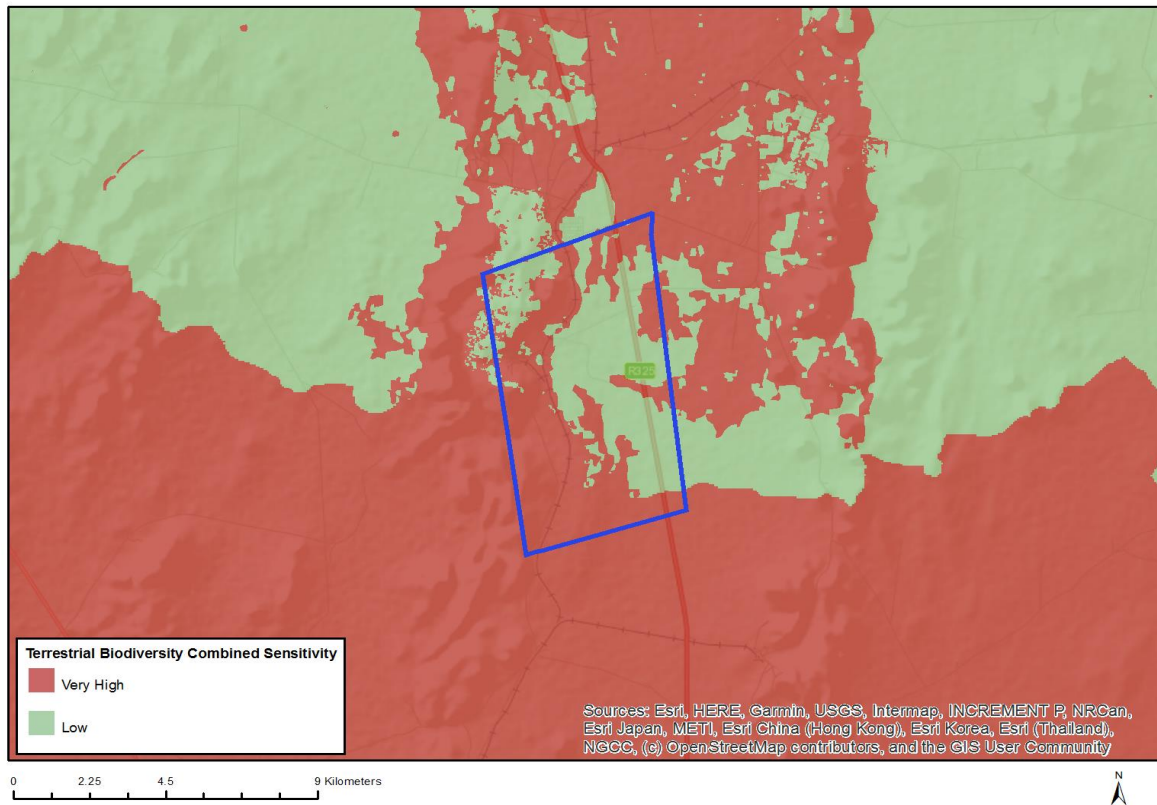 R325
Terrestrial Biodiversity Combined Sensitivity
Very High
Low
Sources: Esri, HERE, Garmin, USGS, Intermap, INCREMENT P, NRCan,
Esri Japan, METI, Esri China (Hong Kong), Esri Korea, Esri (Thailand),
NGCC, (c) OpenStreetMap contributors, and the GIS User Community
0 2.25 4.5 9 Kilometers
N